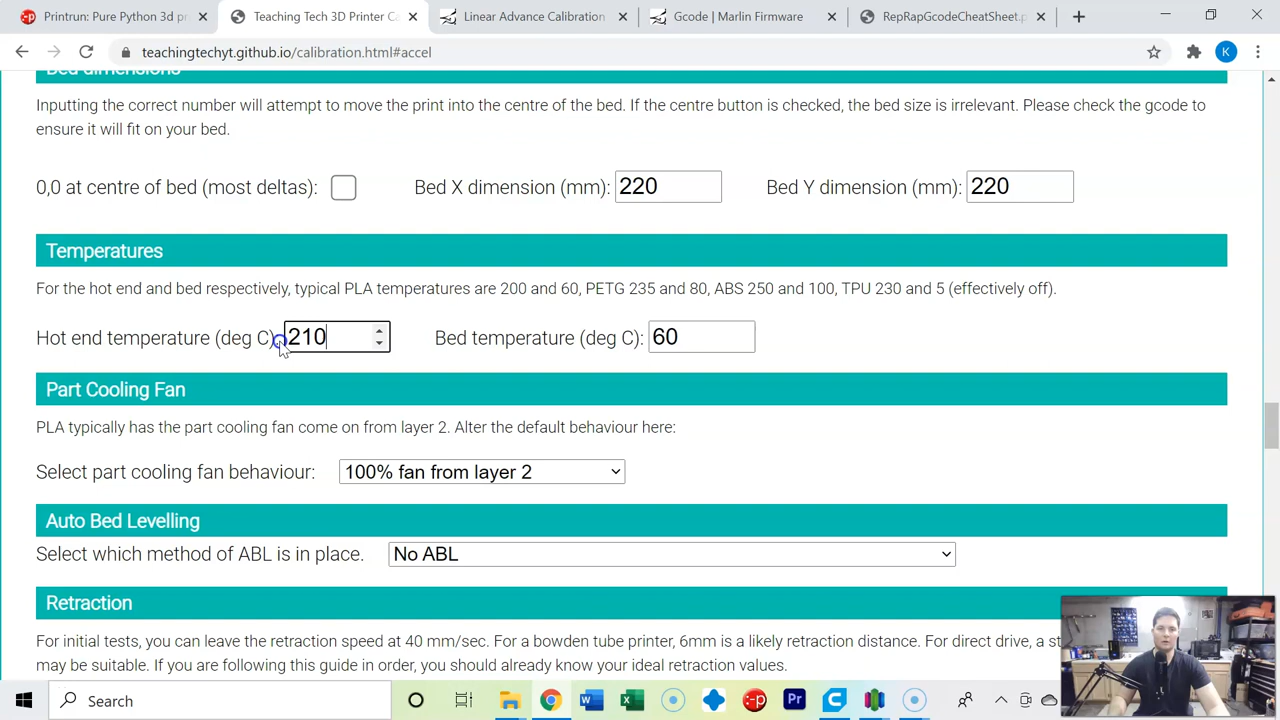 Printrun: Pure Python 3d pr
Teaching Tech 3D Printer Ca
Linear Advance Calibration
Gcode | Marlin Firmware
RepRapGcodeCheatSheet.p
teachingtechyt.github.io/calibration.html#accel
K
Bed dimensions
Inputting the correct number will attempt to move the print into the centre of the bed. If the centre button is checked, the bed size is irrelevant. Please check the gcode to
ensure it will fit on your bed.
0,0 at centre of bed (most deltas): Bed X dimension (mm): 220 Bed Y dimension (mm): 220
Temperatures
For the hot end and bed respectively, typical PLA temperatures are 200 and 60, PETG 235 and 80, ABS 250 and 100, TPU 230 and 5 (effectively off).
Hot end temperature (deg C): 210 Bed temperature (deg C): 60
Part Cooling Fan
PLA typically has the part cooling fan come on from layer 2. Alter the default behaviour here:
Select part cooling fan behaviour: 100% fan from layer 2
Auto Bed Levelling
Select which method of ABL is in place. No ABL
Retraction
For initial tests, you can leave the retraction speed at 40 mm/sec. For a bowden tube printer, 6mm is a likely retraction distance. For direct drive, a
may be suitable. If you are following this guide in order, you should already know your ideal retraction values.
Search